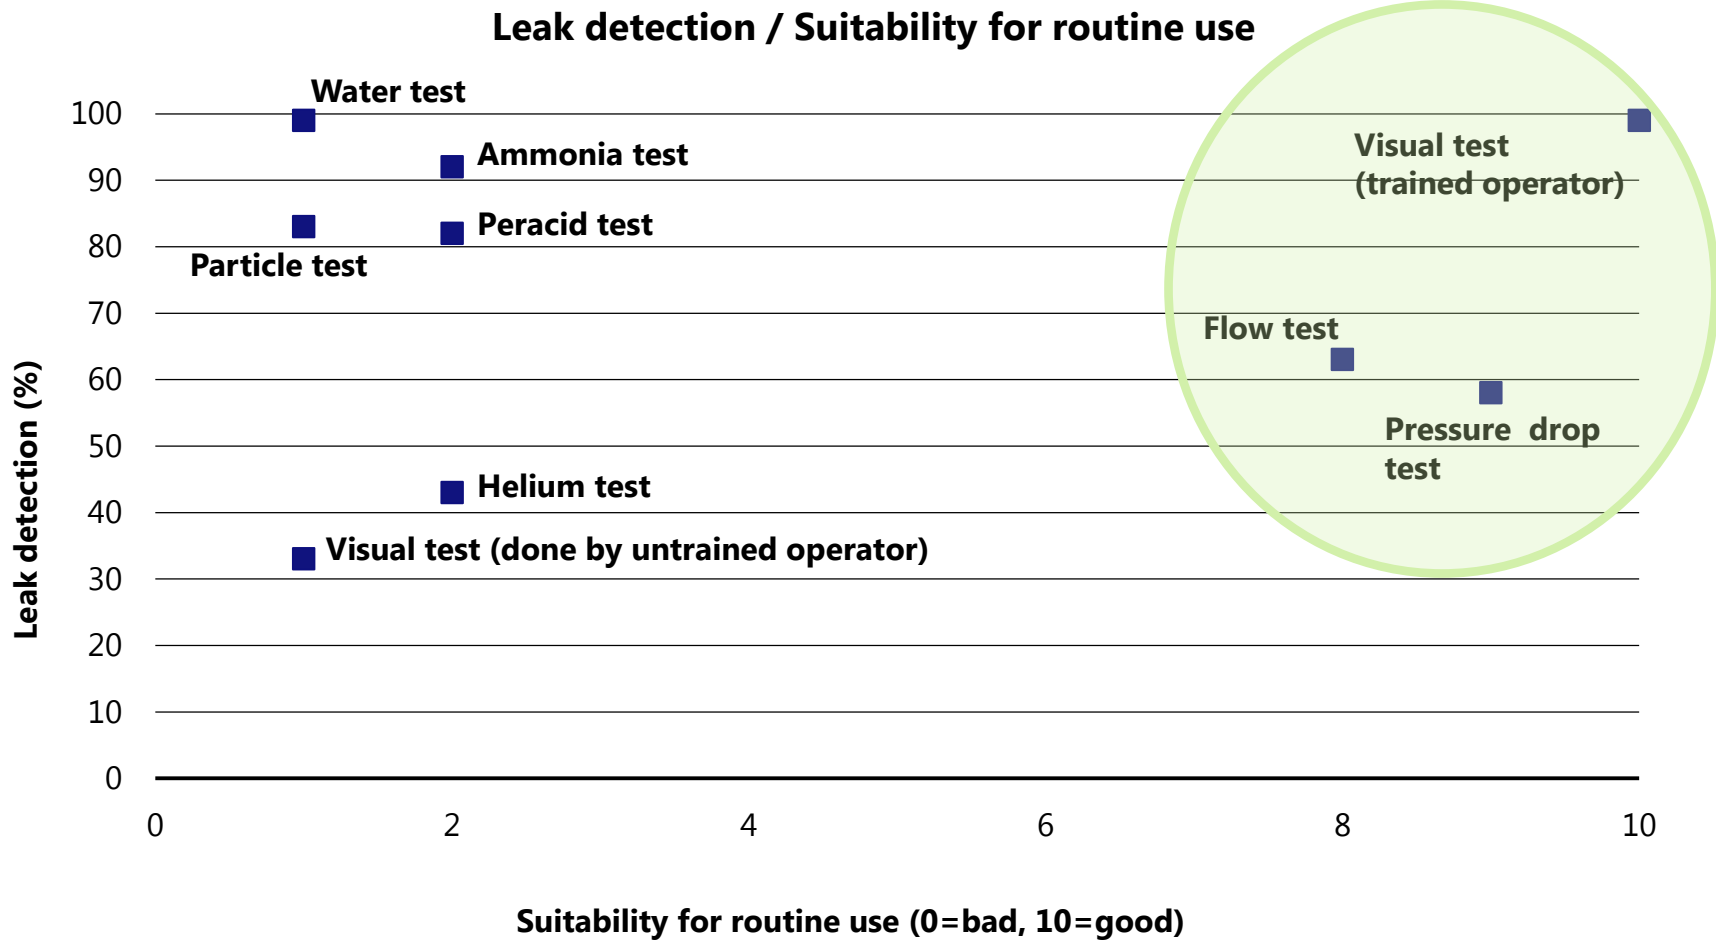 Leak detection / Suitability for routine use
Water test
100
Ammonia test
Visual test
(trained operator)
90
Peracid test
80
Particle test
70
Flow test
60
Pressure drop
test
50
Helium test
40
Visual test (done by untrained operator)
30
20
10
0
Leak detection (%)
0 2 4 6 8 10
Suitability for routine use (0=bad, 10=good)